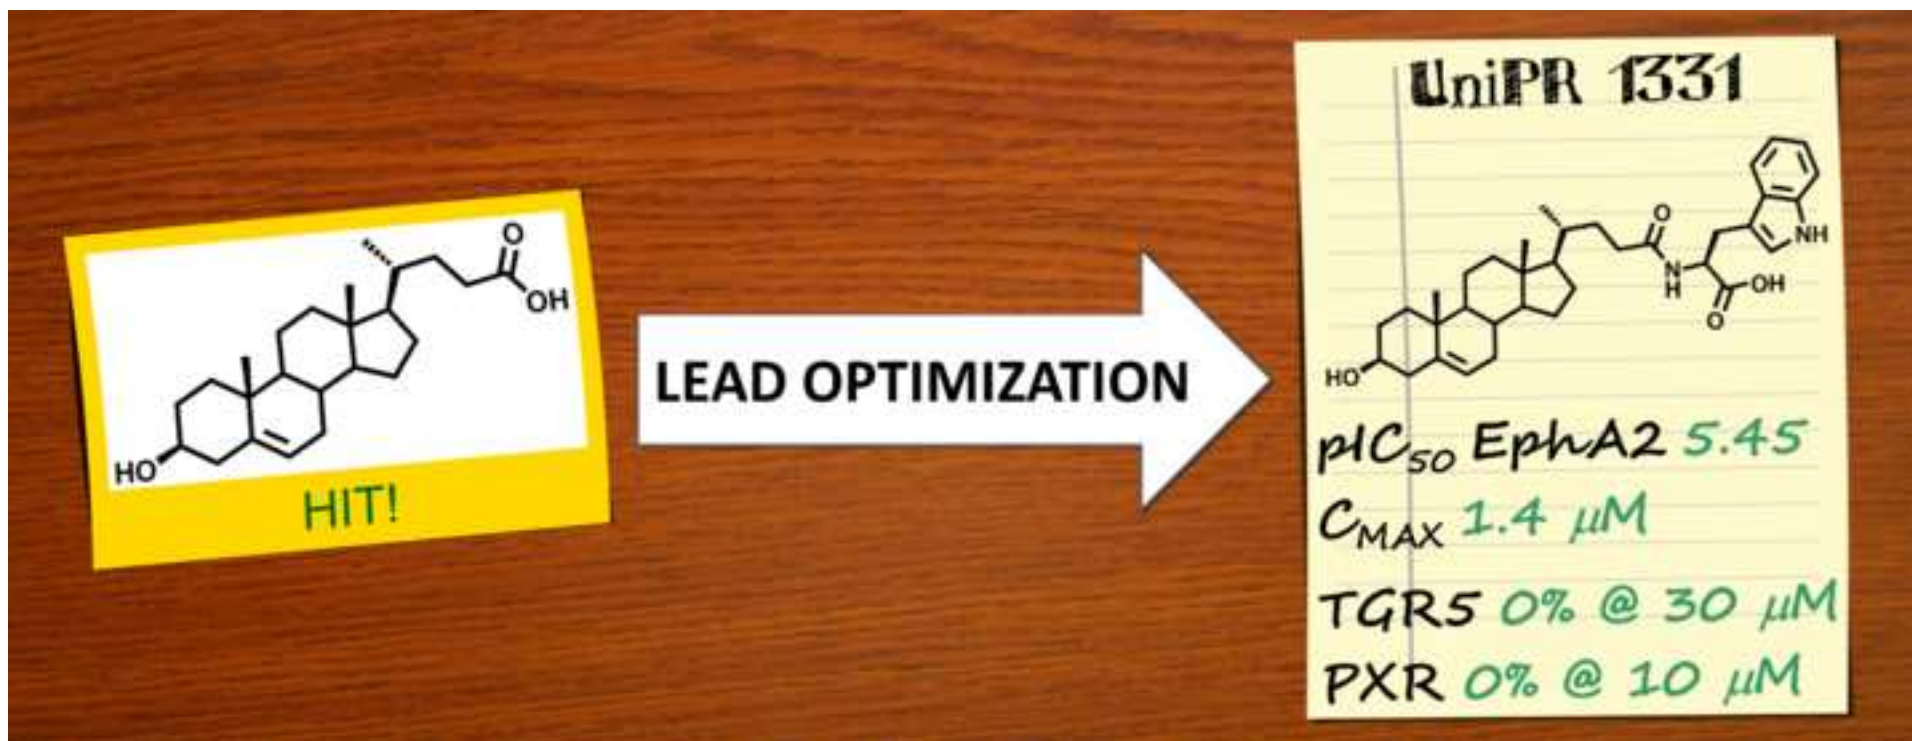 O
OH
HO
HIT!
LEAD OPTIMIZATION
UniPR 1331
NH
O
N
H
OH
O
HO
pIC₅₀ EphA2 5.45
CMAX 1.4 μM
TGR5 0% @ 30 μM
PXR 0% @ 10 μM